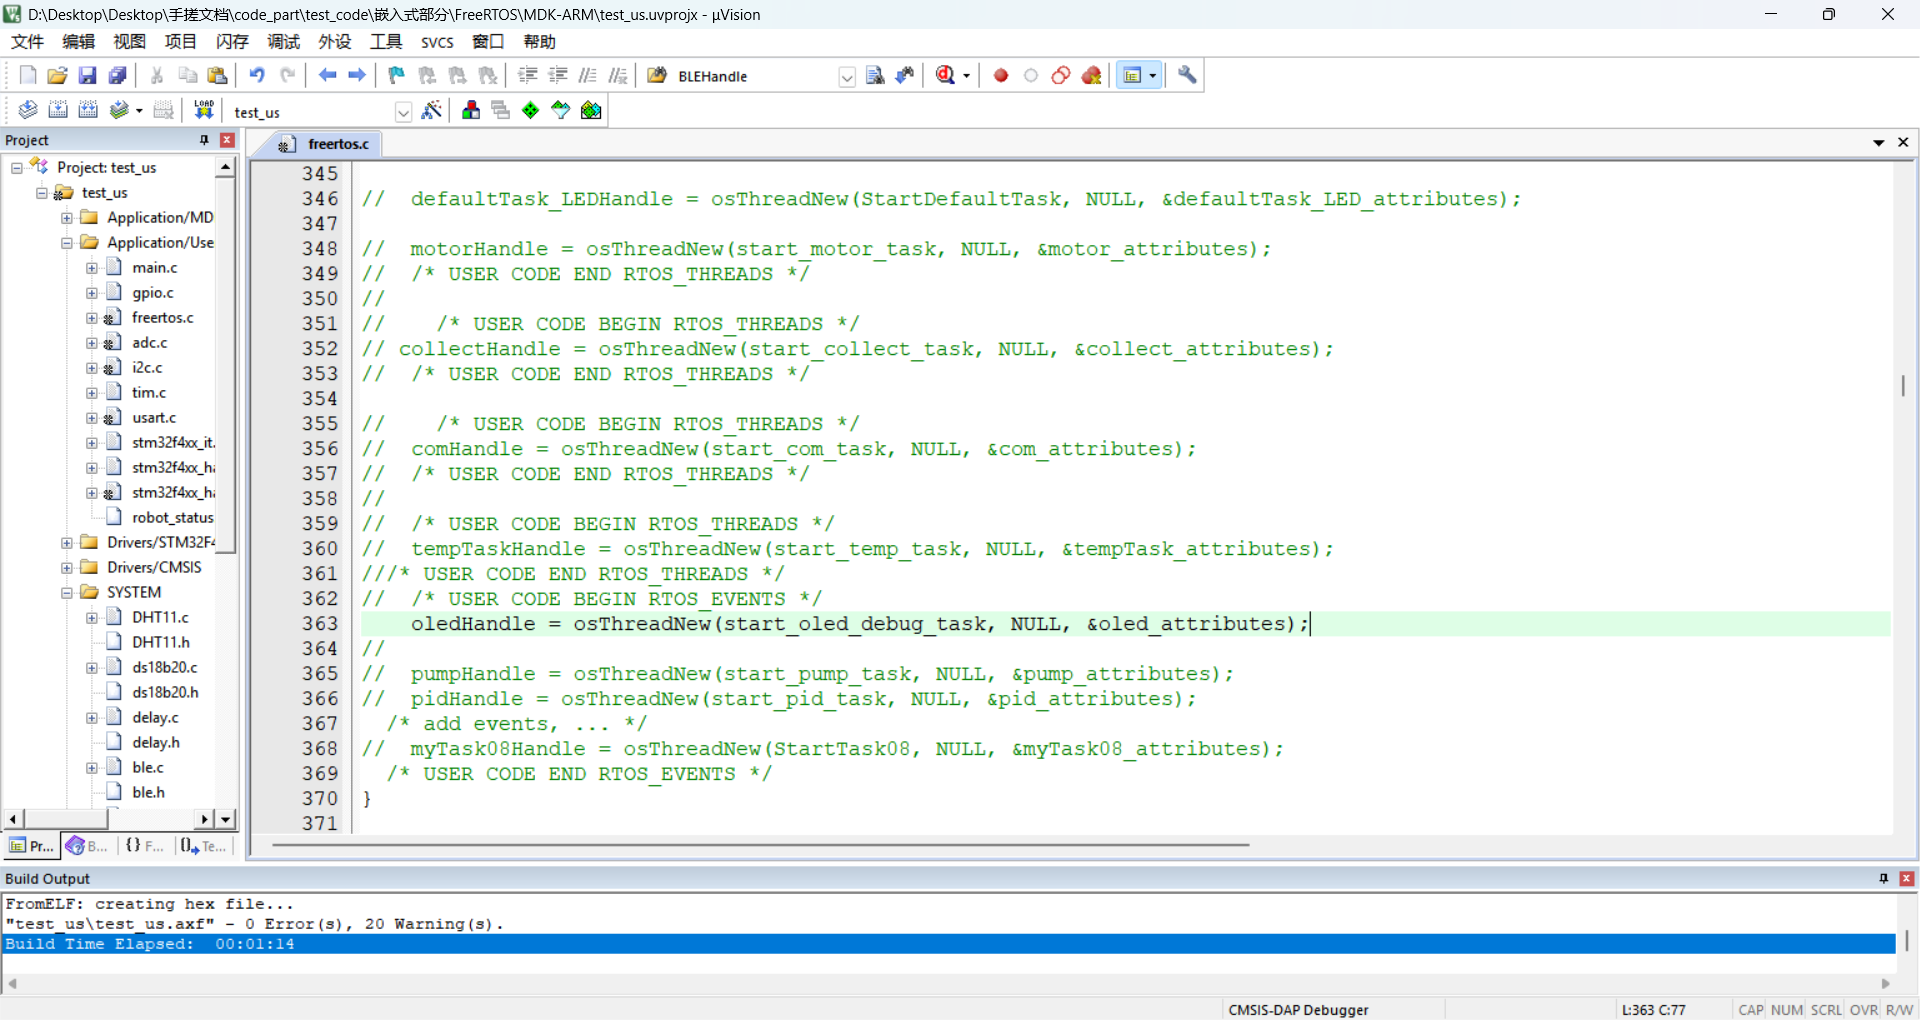 D:\Desktop\Desktop\手搓文档\code_part\test_code\嵌入式部分\FreeRTOS\MDK-ARM\test_us.uvprojx - µVision
文件 编辑 视图 项目 闪存 调试 外设 工具 SVCS 窗口 帮助
BLEHandle
LOAD test_us
Project
freertos.c
Project: test_us
test_us
Application/MD
Application/Use
main.c
gpio.c
freertos.c
adc.c
i2c.c
tim.c
usart.c
stm32f4xx_it.
stm32f4xx_ha
stm32f4xx_ha
robot_status
Drivers/STM32F4
Drivers/CMSIS
SYSTEM
DHT11.c
DHT11.h
ds18b20.c
ds18b20.h
delay.c
delay.h
ble.c
ble.h
Pr... B... {} F... Te...
345
346 //  defaultTask_LEDHandle = osThreadNew(StartDefaultTask, NULL, &defaultTask_LED_attributes);
347
348 //  motorHandle = osThreadNew(start_motor_task, NULL, &motor_attributes);
349 //  /* USER CODE END RTOS_THREADS */
350 //
351 //    /* USER CODE BEGIN RTOS_THREADS */
352 // collectHandle = osThreadNew(start_collect_task, NULL, &collect_attributes);
353 //  /* USER CODE END RTOS_THREADS */
354
355 //    /* USER CODE BEGIN RTOS_THREADS */
356 //  comHandle = osThreadNew(start_com_task, NULL, &com_attributes);
357 //  /* USER CODE END RTOS_THREADS */
358 //
359 //  /* USER CODE BEGIN RTOS_THREADS */
360 //  tempTaskHandle = osThreadNew(start_temp_task, NULL, &tempTask_attributes);
361 ///* USER CODE END RTOS_THREADS */
362 //  /* USER CODE BEGIN RTOS_EVENTS */
363     oledHandle = osThreadNew(start_oled_debug_task, NULL, &oled_attributes);
364 //
365 //  pumpHandle = osThreadNew(start_pump_task, NULL, &pump_attributes);
366 //  pidHandle = osThreadNew(start_pid_task, NULL, &pid_attributes);
367   /* add events, ... */
368 //  myTask08Handle = osThreadNew(StartTask08, NULL, &myTask08_attributes);
369   /* USER CODE END RTOS_EVENTS */
370 }
371
Build Output
FromELF: creating hex file...
"test_us\test_us.axf" - 0 Error(s), 20 Warning(s).
Build Time Elapsed:  00:01:14
CMSIS-DAP Debugger L:363 C:77 CAP NUM SCRL OVR R/W